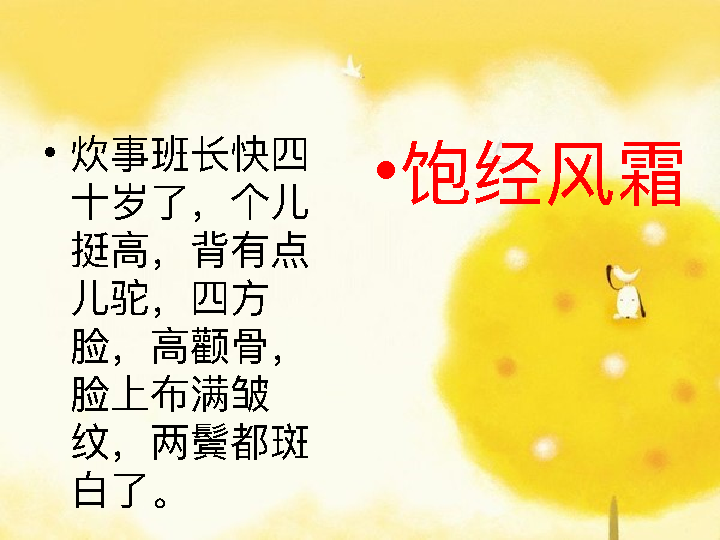 • 炊事班长快四
十岁了，个儿
挺高，背有点
儿驼，四方
脸，高颧骨，
脸上布满皱
纹，两鬓都斑
白了。
•饱经风霜